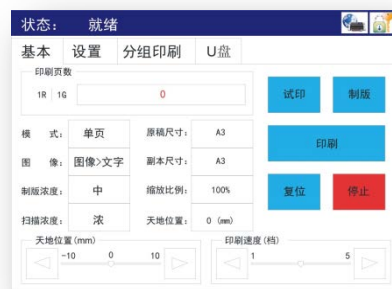 状态： 就绪
基本 设置 分组印刷 U盘
印刷页数
1R 1G 0
试印 制版
模 式： 单页 原稿尺寸： A3
印刷
图 像： 图像>文字 副本尺寸： A3
制版浓度： 中 缩放比例： 100%
复位 停止
扫描浓度： 浓 天地位置： 0 (mm)
天地位置(mm) 印刷速度(档)
-10 0 10 1 5